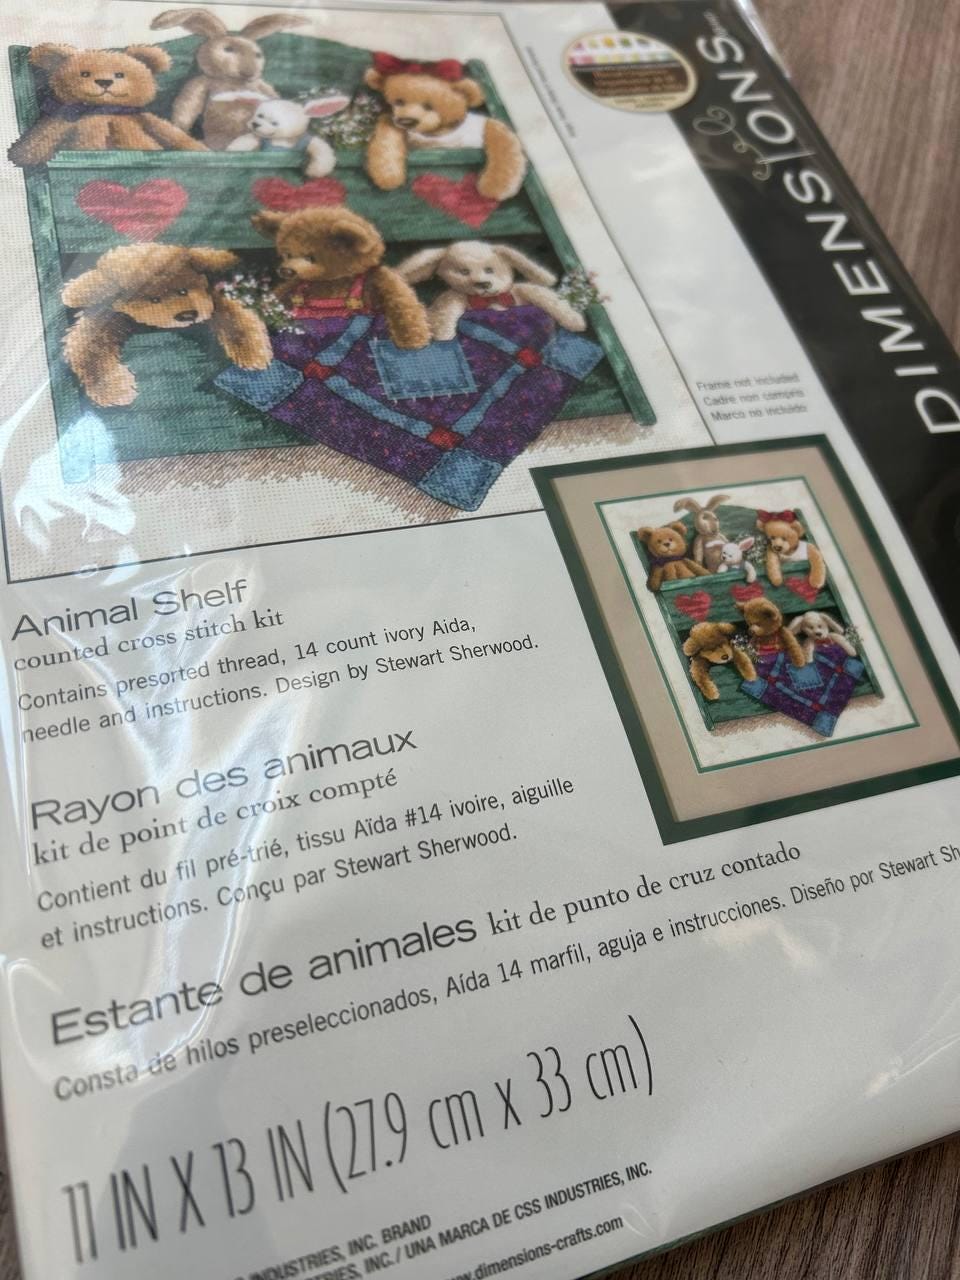 DIMENSIONS
Frame not included
Cadre non compris
Marco no incluido
Animal Shelf
counted cross stitch kit
Contains presorted thread, 14 count ivory Aida,
needle and instructions. Design by Stewart Sherwood.
Rayon des animaux
kit de point de croix compté
Contient du fil pré-trié, tissu Aïda #14 ivoire, aiguille
et instructions. Conçu par Stewart Sherwood.
Estante de animales kit de punto de cruz contado
Consta de hilos preseleccionados, Aída 14 marfil, aguja e instrucciones. Diseño por Stewart Sh
11 IN X 13 IN (27.9 cm x 33 cm)
INDUSTRIES, INC. BRAND
INC. / UNA MARCA DE CSS INDUSTRIES, INC.
www.dimensions-crafts.com